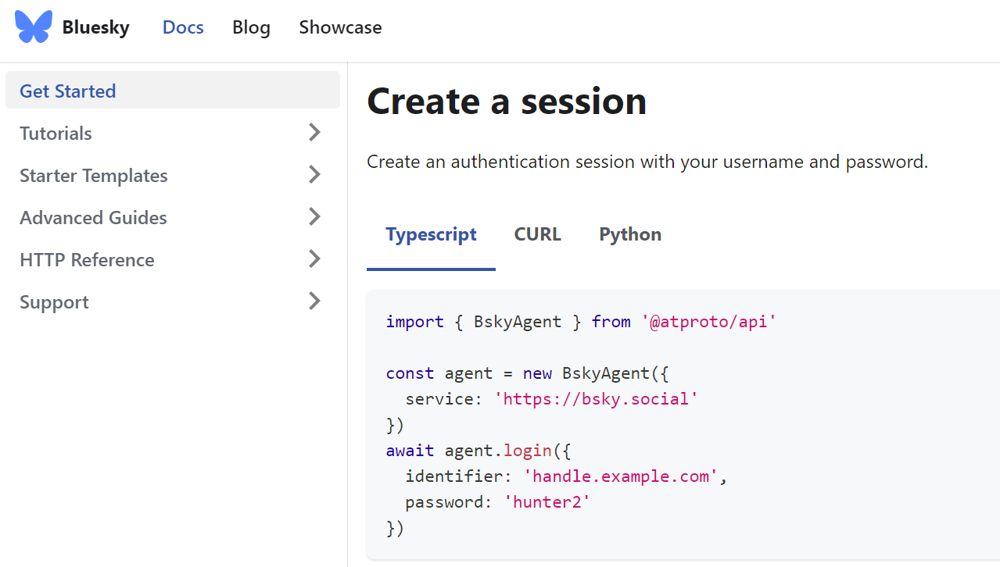 Bluesky Docs Blog Showcase
Get Started
Tutorials
Starter Templates
Advanced Guides
HTTP Reference
Support
Create a session
Create an authentication session with your username and password.
Typescript CURL Python
import { BskyAgent } from '@atproto/api'

const agent = new BskyAgent({
  service: 'https://bsky.social'
})
await agent.login({
  identifier: 'handle.example.com',
  password: 'hunter2'
})